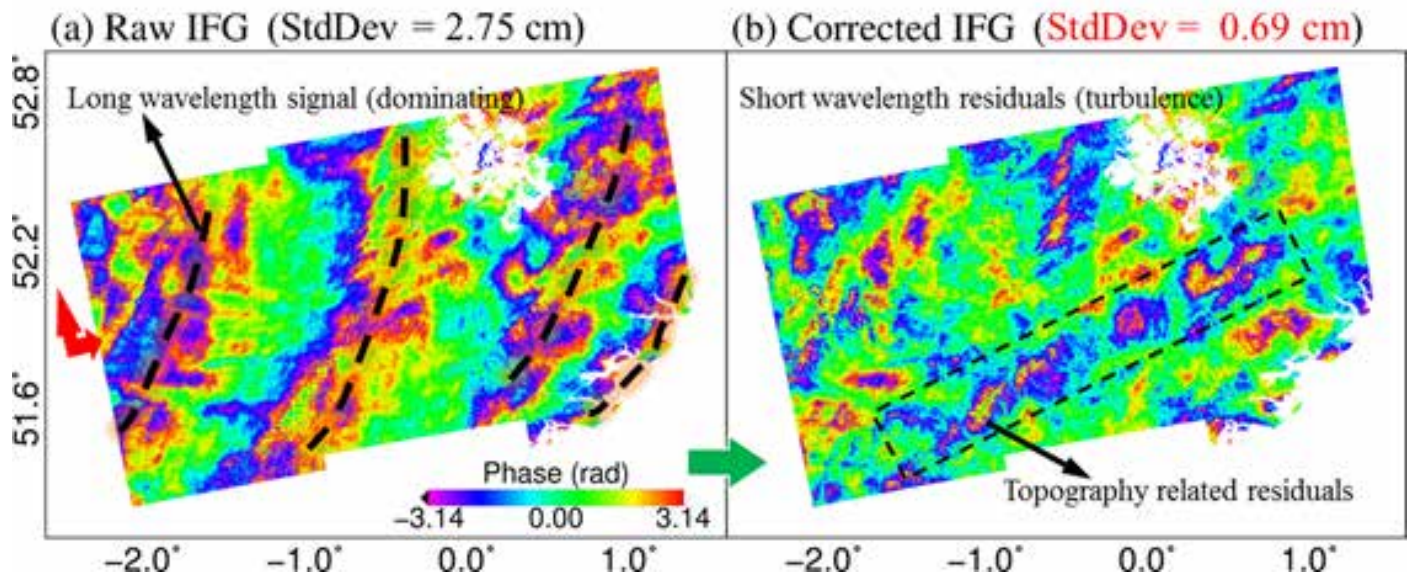 (a) Raw IFG (StdDev = 2.75 cm)
(b) Corrected IFG (StdDev = 0.69 cm)
52.8°
52.2°
51.6°
Long wavelength signal (dominating)
Short wavelength residuals (turbulence)
Phase (rad)
−3.14 0.00 3.14
Topography related residuals
−2.0° −1.0° 0.0° 1.0°
−2.0° −1.0° 0.0° 1.0°